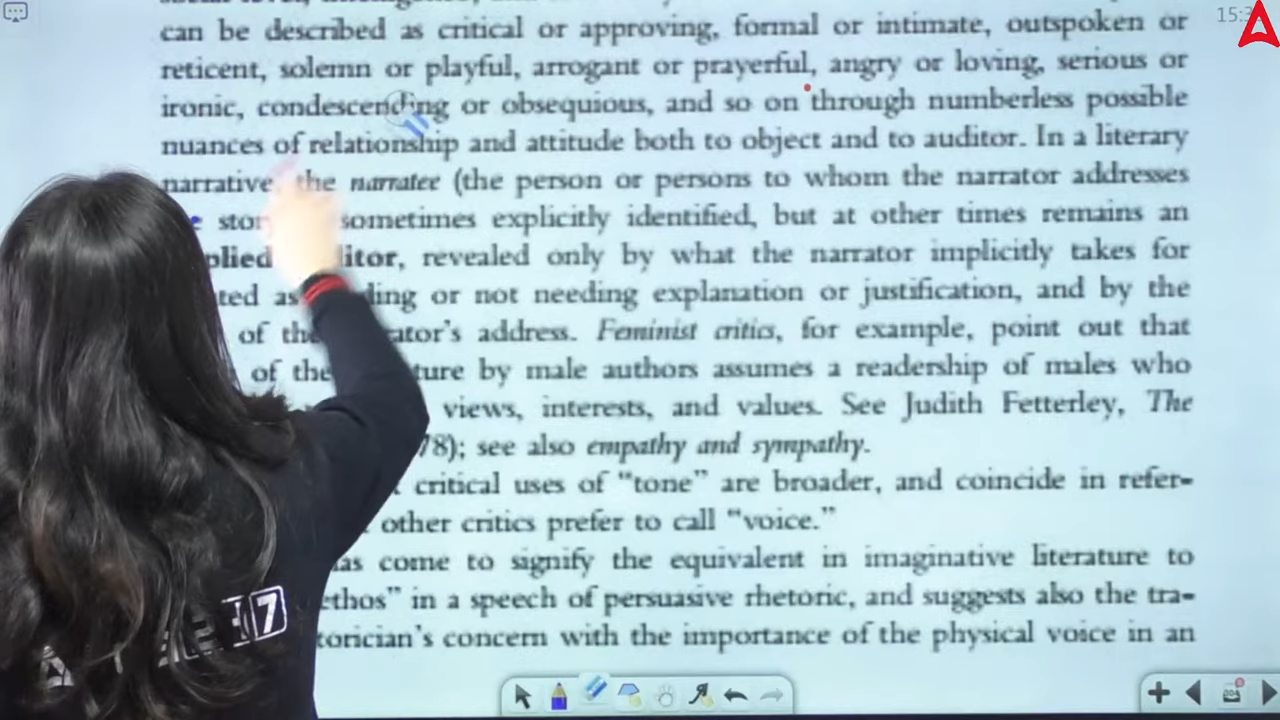 can be described as critical or approving, formal or intimate, outspoken or
reticent, solemn or playful, arrogant or prayerful, angry or loving, serious or
ironic, condescending or obsequious, and so on through numberless possible
nuances of relationship and attitude both to object and to auditor. In a literary
narrative the narratee (the person or persons to whom the narrator addresses
sometimes explicitly identified, but at other times remains an
revealed only by what the narrator implicitly takes for
or not needing explanation or justification, and by the
of address. Feminist critics, for example, point out that
of by male authors assumes a readership of males who
views, interests, and values. See Judith Fetterley, The
78); see also empathy and sympathy.
critical uses of “tone” are broader, and coincide in refer-
other critics prefer to call “voice.”
come to signify the equivalent in imaginative literature to
ethos” in a speech of persuasive rhetoric, and suggests also the tra-
torician’s concern with the importance of the physical voice in an
7